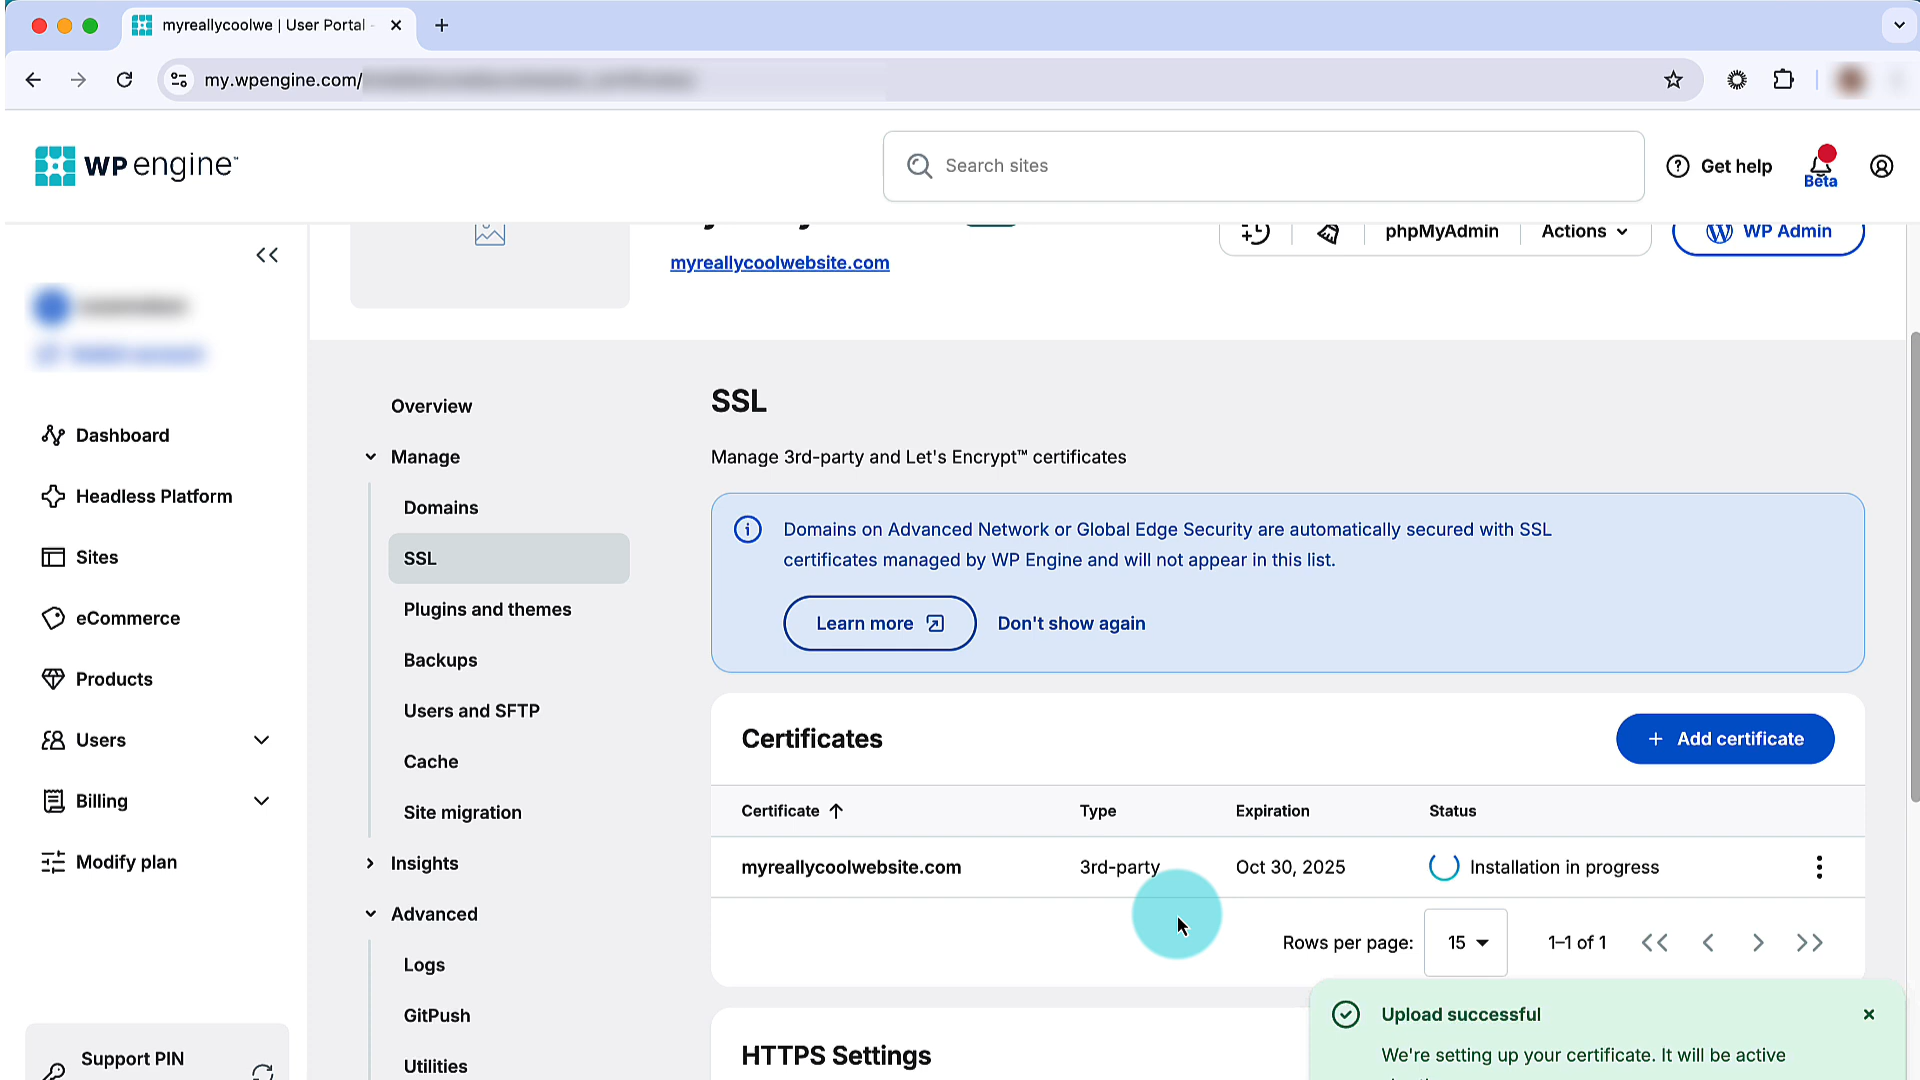 myreallycoolwe | User Portal
my.wpengine.com/
WP engine™
Search sites
Get help
Beta
myreallycoolwebsite.com
phpMyAdmin
Actions
WP Admin
Dashboard
Headless Platform
Sites
eCommerce
Products
Users
Billing
Modify plan
Support PIN
Overview
Manage
Domains
SSL
Plugins and themes
Backups
Users and SFTP
Cache
Site migration
Insights
Advanced
Logs
GitPush
Utilities
SSL
Manage 3rd-party and Let's Encrypt™ certificates
Domains on Advanced Network or Global Edge Security are automatically secured with SSL
certificates managed by WP Engine and will not appear in this list.
Learn more
Don't show again
Certificates
+ Add certificate
Certificate ↑ Type Expiration Status
myreallycoolwebsite.com 3rd-party Oct 30, 2025 Installation in progress
Rows per page: 15 1–1 of 1
HTTPS Settings
Upload successful
We're setting up your certificate. It will be active